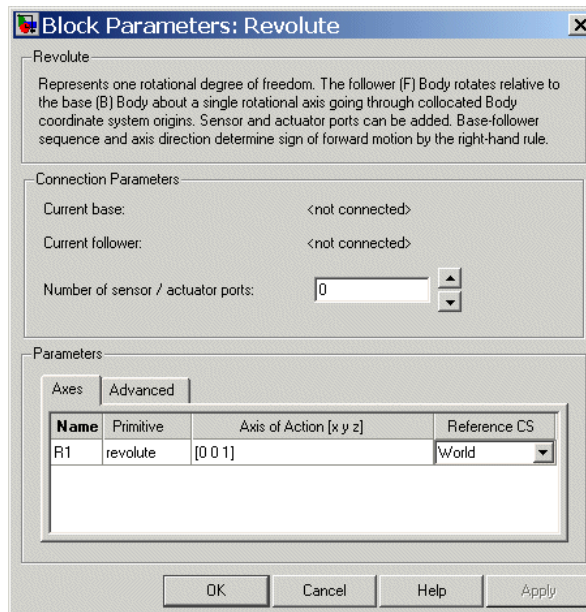 Block Parameters: Revolute
Revolute
Represents one rotational degree of freedom. The follower (F) Body rotates relative to
the base (B) Body about a single rotational axis going through collocated Body
coordinate system origins. Sensor and actuator ports can be added. Base-follower
sequence and axis direction determine sign of forward motion by the right-hand rule.
Connection Parameters
Current base: <not connected>
Current follower: <not connected>
Number of sensor / actuator ports: 0
Parameters
Axes Advanced
Name Primitive Axis of Action [x y z] Reference CS
R1 revolute [0 0 1] World
OK Cancel Help Apply